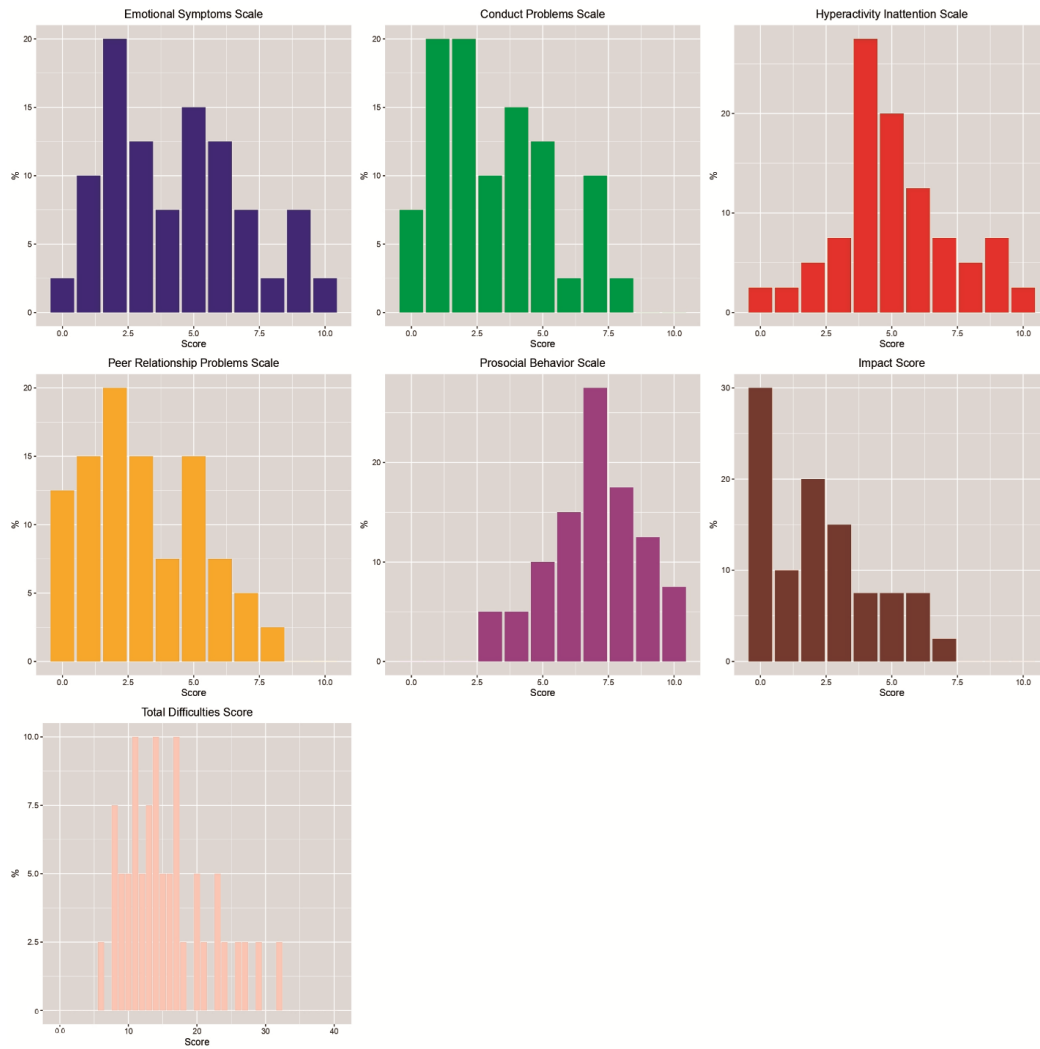 Emotional Symptoms Scale
20
15
%
10
5
0
0.0 2.5 5.0 7.5 10.0
Score
Conduct Problems Scale
20
15
%
10
5
0
0.0 2.5 5.0 7.5 10.0
Score
Hyperactivity Inattention Scale
20
%
10
0
0.0 2.5 5.0 7.5 10.0
Score
Peer Relationship Problems Scale
20
15
%
10
5
0
0.0 2.5 5.0 7.5 10.0
Score
Prosocial Behavior Scale
20
%
10
0
0.0 2.5 5.0 7.5 10.0
Score
Impact Score
30
20
%
10
0
0.0 2.5 5.0 7.5 10.0
Score
Total Difficulties Score
10.0
7.5
%
5.0
2.5
0
0.0 10 20 30 40
Score